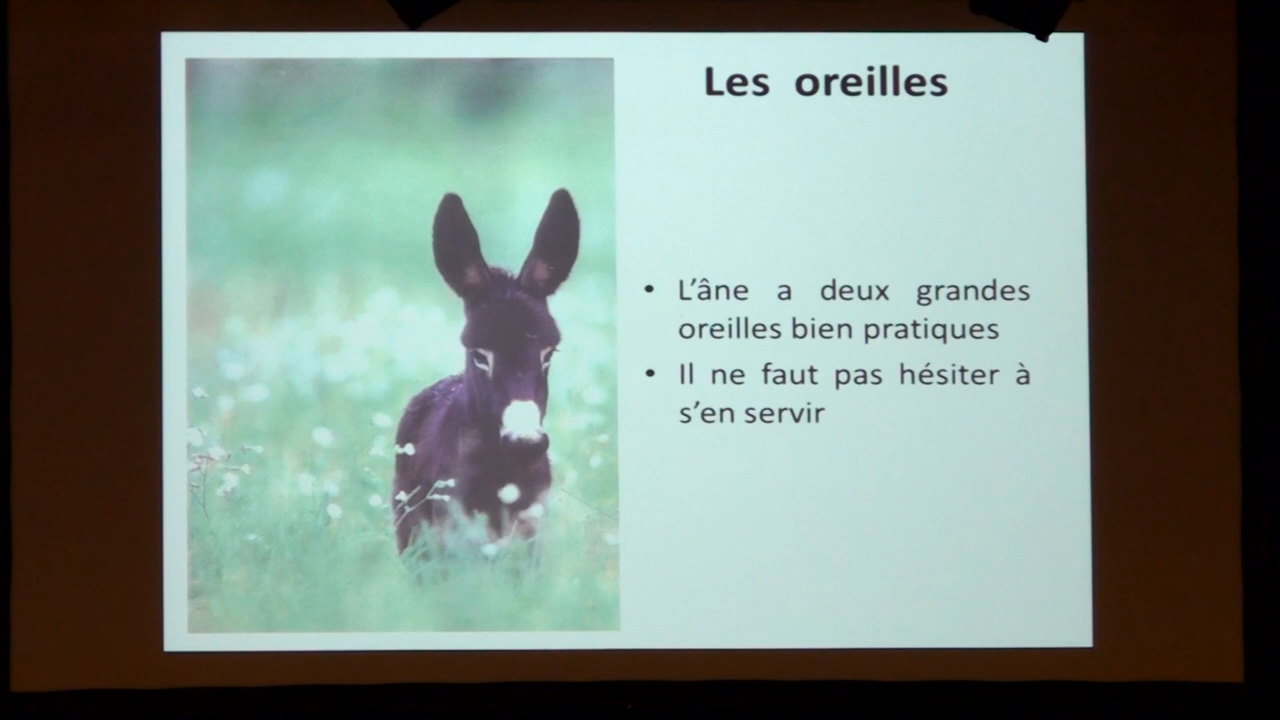 Les oreilles
• L'âne a deux grandes
oreilles bien pratiques
• Il ne faut pas hésiter à
s'en servir